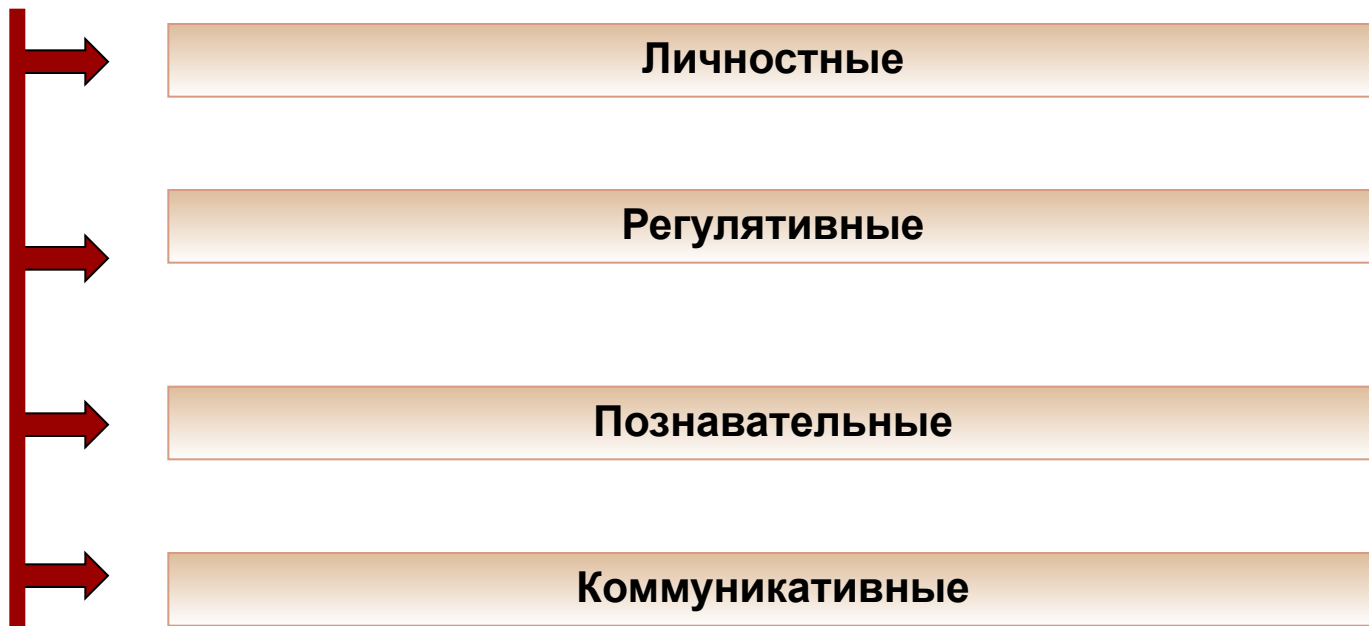 Личностные
Регулятивные
Познавательные
Коммуникативные